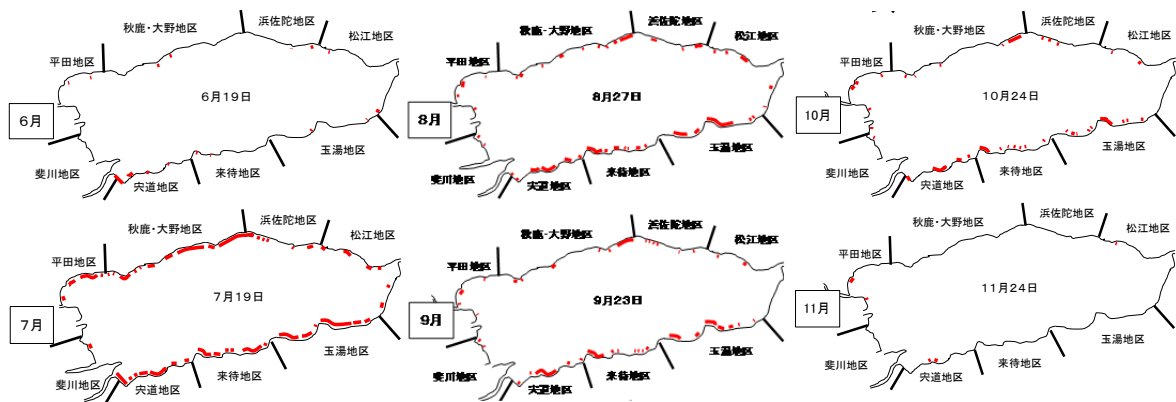 秋鹿・大野地区
浜佐陀地区
松江地区
平田地区
6月19日
6月
玉湯地区
斐川地区
来待地区
宍道地区
浜佐陀地区
秋鹿・大野地区
松江地区
平田地区
8月27日
8月
玉湯地区
斐川地区
来待地区
宍道地区
浜佐陀地区
秋鹿・大野地区
松江地区
平田地区
10月24日
10月
玉湯地区
斐川地区
来待地区
宍道地区
秋鹿・大野地区
浜佐陀地区
松江地区
平田地区
7月19日
7月
玉湯地区
斐川地区
来待地区
宍道地区
浜佐陀地区
秋鹿・大野地区
松江地区
平田地区
9月23日
9月
玉湯地区
斐川地区
来待地区
宍道地区
秋鹿・大野地区
浜佐陀地区
松江地区
平田地区
11月24日
11月
玉湯地区
斐川地区
来待地区
宍道地区